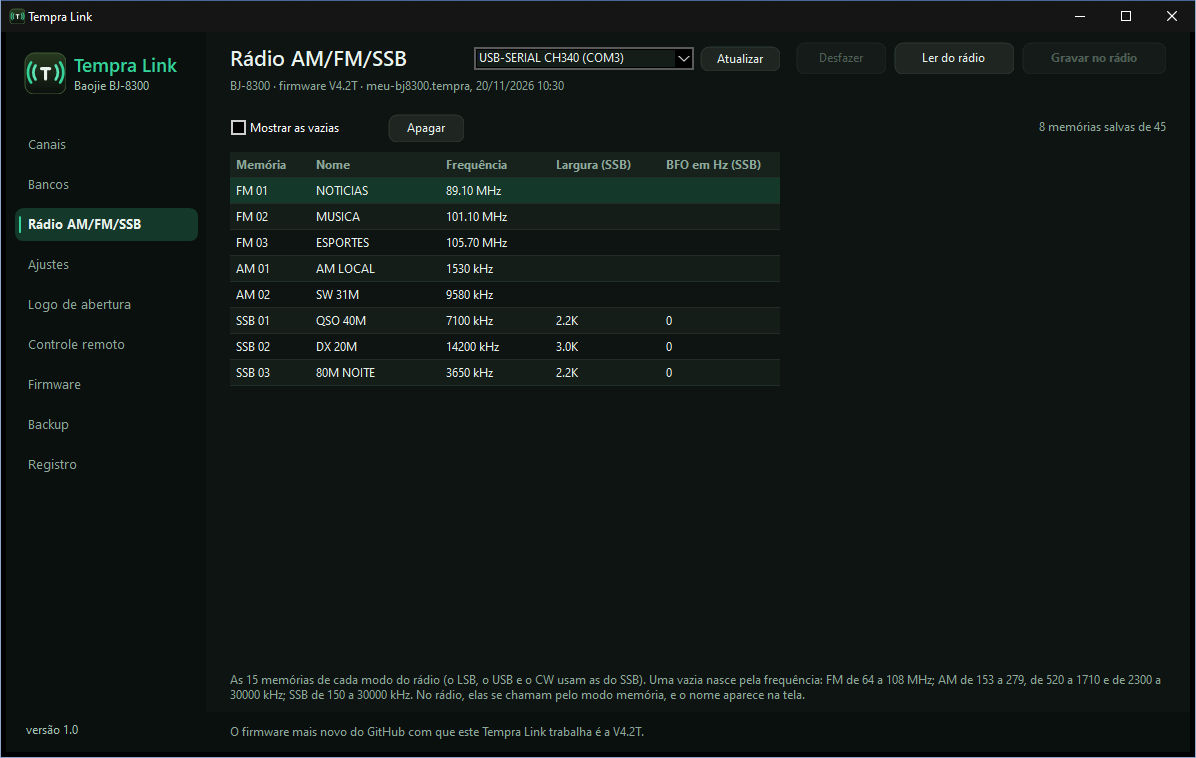 Tempra Link
((T)) Tempra Link
Baojie BJ-8300
Canais
Bancos
Rádio AM/FM/SSB
Ajustes
Logo de abertura
Controle remoto
Firmware
Backup
Registro
versão 1.0
Rádio AM/FM/SSB
USB-SERIAL CH340 (COM3)
Atualizar
Desfazer
Ler do rádio
Gravar no rádio
BJ-8300 · firmware V4.2T · meu-bj8300.tempra, 20/11/2026 10:30
Mostrar as vazias
Apagar
8 memórias salvas de 45
Memória Nome Frequência Largura (SSB) BFO em Hz (SSB)
FM 01 NOTICIAS 89.10 MHz
FM 02 MUSICA 101.10 MHz
FM 03 ESPORTES 105.70 MHz
AM 01 AM LOCAL 1530 kHz
AM 02 SW 31M 9580 kHz
SSB 01 QSO 40M 7100 kHz 2.2K 0
SSB 02 DX 20M 14200 kHz 3.0K 0
SSB 03 80M NOITE 3650 kHz 2.2K 0
As 15 memórias de cada modo do rádio (o LSB, o USB e o CW usam as do SSB). Uma vazia nasce pela frequência: FM de 64 a 108 MHz; AM de 153 a 279, de 520 a 1710 e de 2300 a
30000 kHz; SSB de 150 a 30000 kHz. No rádio, elas se chamam pelo modo memória, e o nome aparece na tela.
O firmware mais novo do GitHub com que este Tempra Link trabalha é a V4.2T.